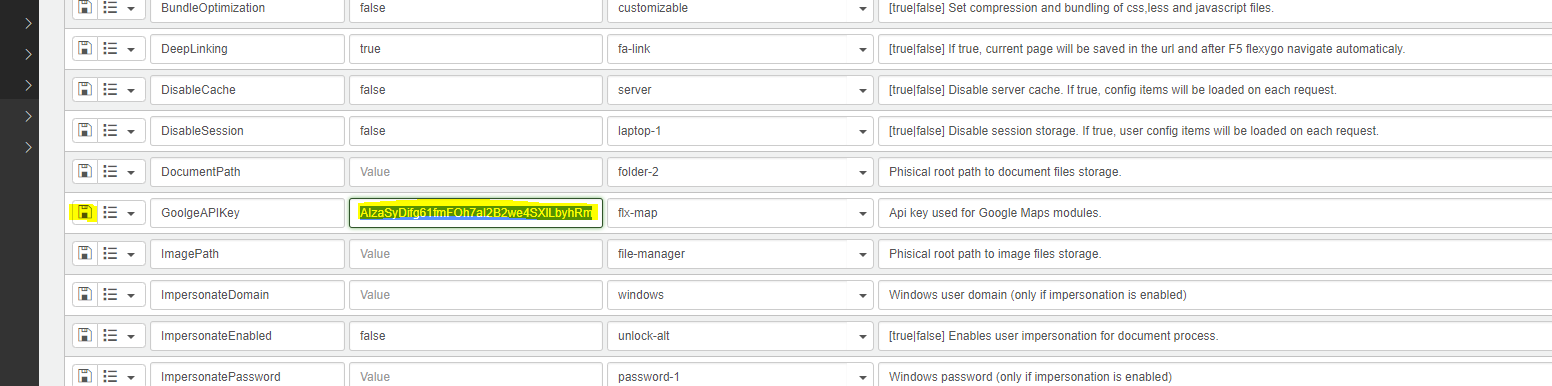 BundleOptimization false customizable [true|false] Set compression and bundling of css,less and javascript files.
DeepLinking true fa-link [true|false] If true, current page will be saved in the url and after F5 flexygo navigate automaticaly.
DisableCache false server [true|false] Disable server cache. If true, config items will be loaded on each request.
DisableSession false laptop-1 [true|false] Disable session storage. If true, user config items will be loaded on each request.
DocumentPath Value folder-2 Phisical root path to document files storage.
GoolgeAPIKey flx-map Api key used for Google Maps modules.
ImagePath Value file-manager Phisical root path to image files storage.
ImpersonateDomain Value windows Windows user domain (only if impersonation is enabled)
ImpersonateEnabled false unlock-alt [true|false] Enables user impersonation for document process.
ImpersonatePassword Value password-1 Windows password (only if impersonation is enabled)